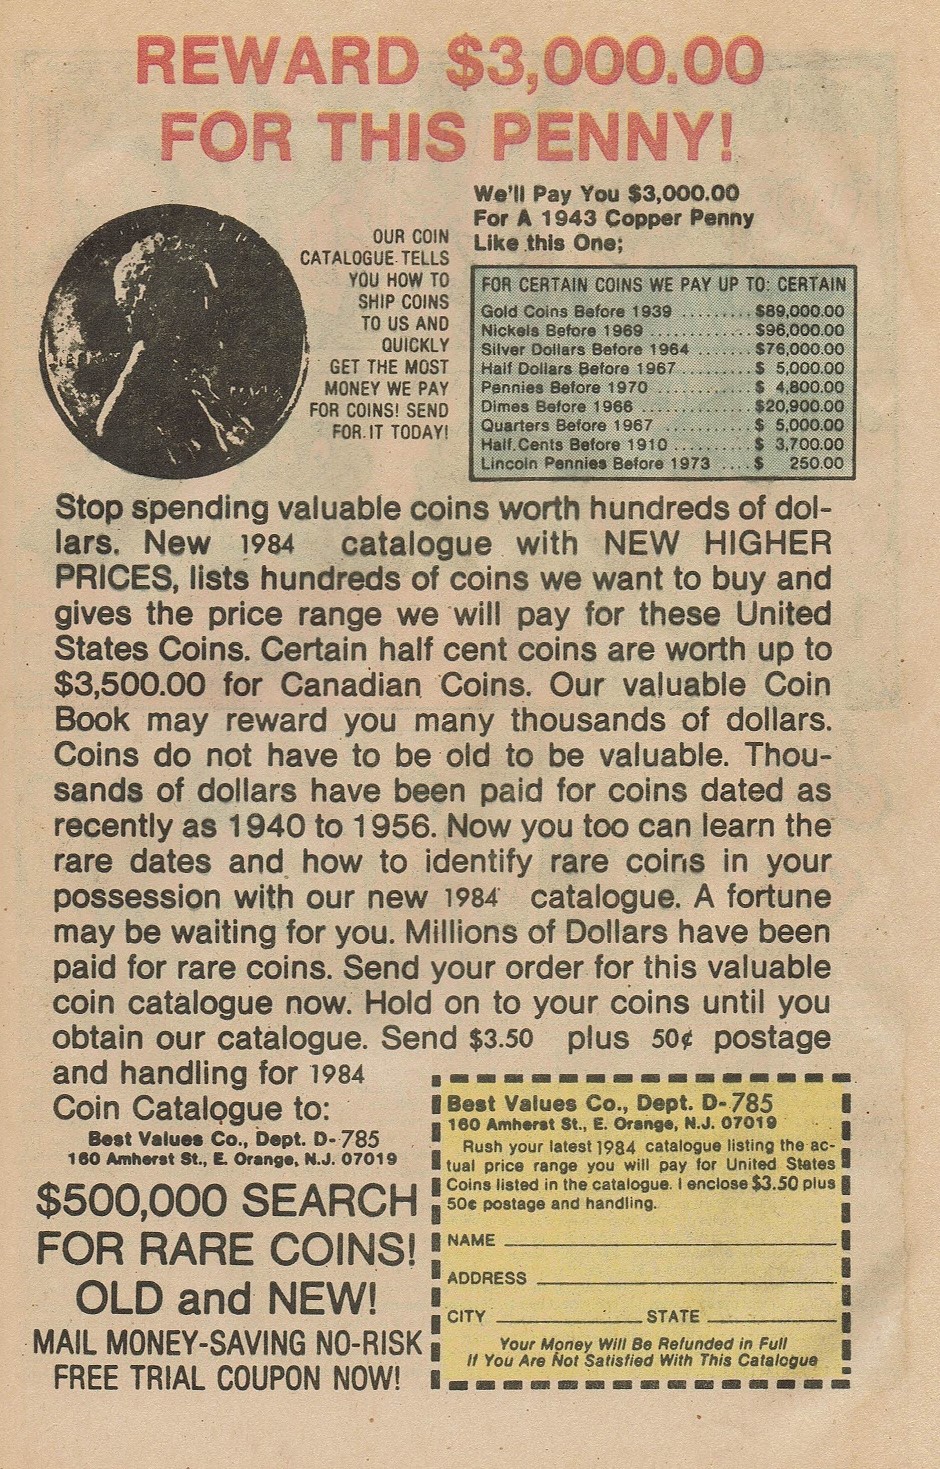 REWARD $3,000.00
FOR THIS PENNY!
We'll Pay You $3,000.00
For A 1943 Copper Penny
Like this One;
OUR COIN
CATALOGUE TELLS
YOU HOW TO
SHIP COINS
TO US AND
QUICKLY
GET THE MOST
MONEY WE PAY
FOR COINS! SEND
FOR IT TODAY!
FOR CERTAIN COINS WE PAY UP TO: CERTAIN
Gold Coins Before 1939 ......... $89,000.00
Nickels Before 1969 ............ $96,000.00
Silver Dollars Before 1964 ....... $76,000.00
Half Dollars Before 1967 ......... $ 5,000.00
Pennies Before 1970 ............ $ 4,800.00
Dimes Before 1966 ............. $20,900.00
Quarters Before 1967 ........... $ 5,000.00
Half.Cents Before 1910 .......... $ 3,700.00
Lincoln Pennies Before 1973 .... $ 250.00
Stop spending valuable coins worth hundreds of dol-
lars. New 1984 catalogue with NEW HIGHER
PRICES, lists hundreds of coins we want to buy and
gives the price range we will pay for these United
States Coins. Certain half cent coins are worth up to
$3,500.00 for Canadian Coins. Our valuable Coin
Book may reward you many thousands of dollars.
Coins do not have to be old to be valuable. Thou-
sands of dollars have been paid for coins dated as
recently as 1940 to 1956. Now you too can learn the
rare dates and how to identify rare coins in your
possession with our new 1984 catalogue. A fortune
may be waiting for you. Millions of Dollars have been
paid for rare coins. Send your order for this valuable
coin catalogue now. Hold on to your coins until you
obtain our catalogue. Send $3.50 plus 50¢ postage
and handling for 1984
Coin Catalogue to:
Best Values Co., Dept. D-785
160 Amherst St., E. Orange, N.J. 07019
$500,000 SEARCH
FOR RARE COINS!
OLD and NEW!
MAIL MONEY-SAVING NO-RISK
FREE TRIAL COUPON NOW!
Best Values Co., Dept. D-785
160 Amherst St., E. Orange, N.J. 07019
Rush your latest 1984 catalogue listing the ac-
tual price range you will pay for United States
Coins listed in the catalogue. I enclose $3.50 plus
50¢ postage and handling.
NAME
ADDRESS
CITY STATE
Your Money Will Be Refunded in Full
If You Are Not Satisfied With This Catalogue